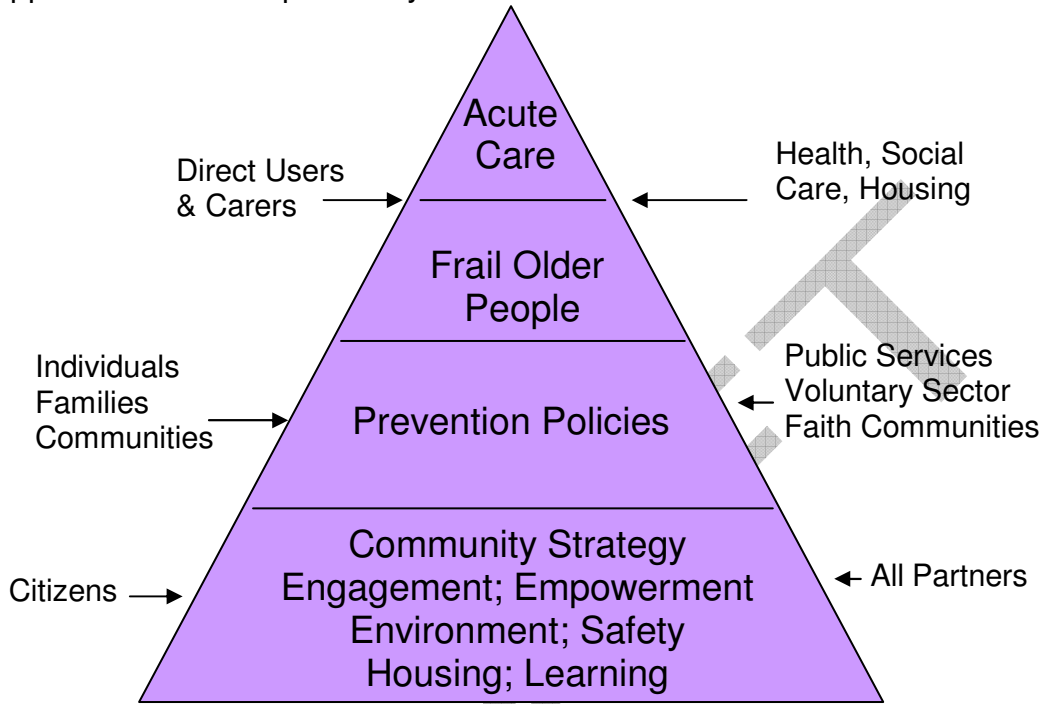 Acute
Care
Direct Users
& Carers
Health, Social
Care, Housing
Frail Older
People
Individuals
Families
Communities
Prevention Policies
Public Services
Voluntary Sector
Faith Communities
Citizens
Community Strategy
Engagement; Empowerment
Environment; Safety
Housing; Learning
All Partners